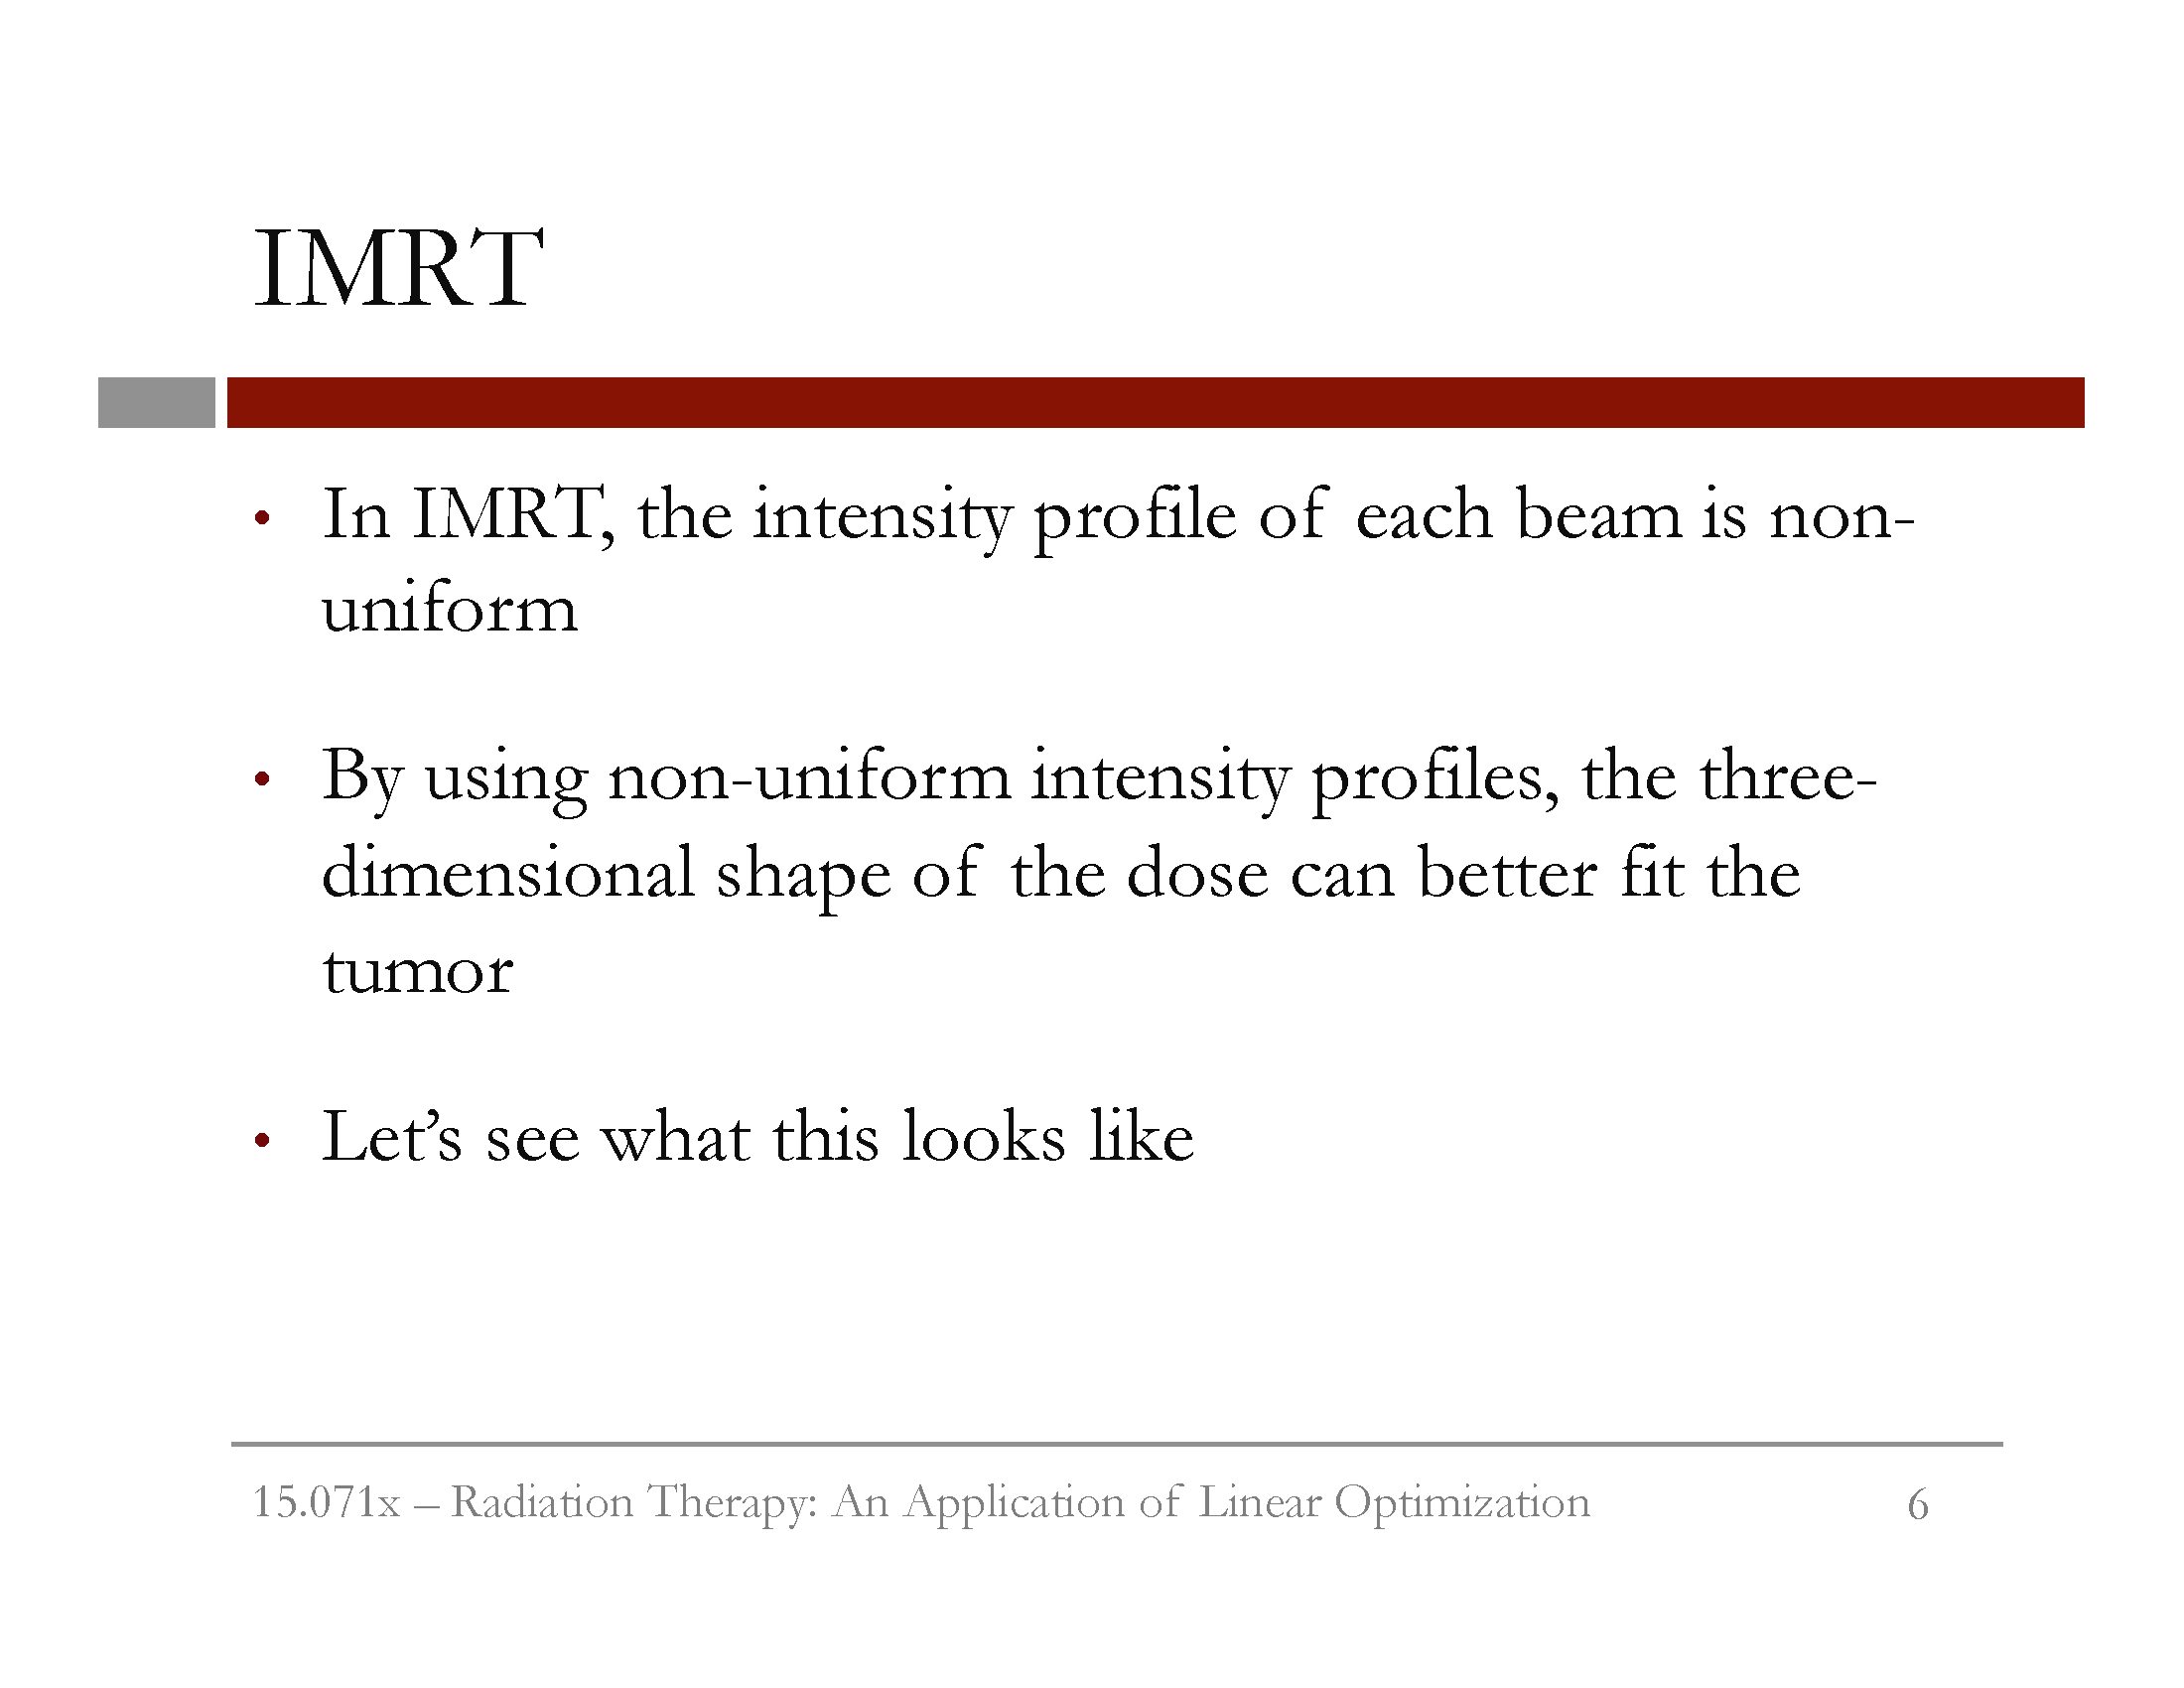 IMRT
• In IMRT, the intensity profile of each beam is non-
uniform
• By using non-uniform intensity profiles, the three-
dimensional shape of the dose can better fit the
tumor
• Let’s see what this looks like
15.071x – Radiation Therapy: An Application of Linear Optimization 6